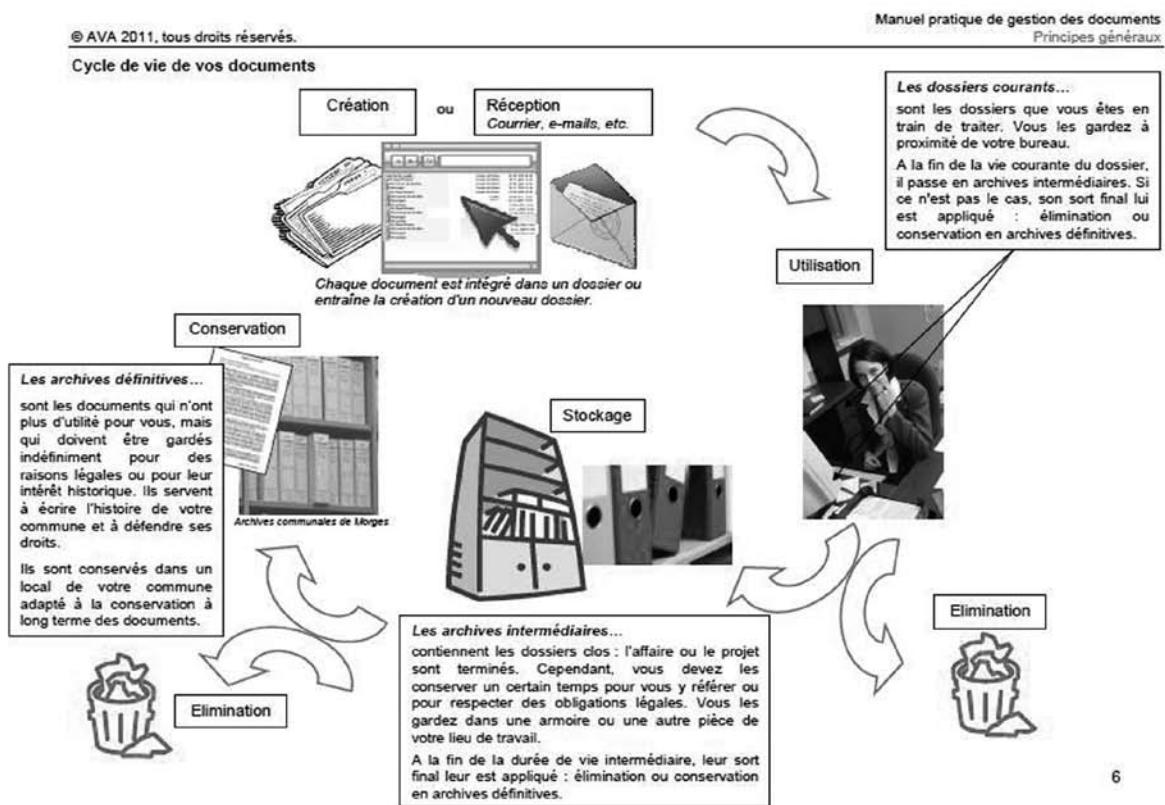 © AVA 2011, tous droits réservés.
Manuel pratique de gestion des documents
Principes généraux
Cycle de vie de vos documents
Création
ou
Réception
Courrier, e-mails, etc.
Chaque document est intégré dans un dossier ou
entraîne la création d'un nouveau dossier.
Les dossiers courants…
sont les dossiers que vous êtes en
train de traiter. Vous les gardez à
proximité de votre bureau.
A la fin de la vie courante du dossier,
il passe en archives intermédiaires. Si
ce n'est pas le cas, son sort final lui
est appliqué : élimination ou
conservation en archives définitives.
Utilisation
Conservation
Les archives définitives…
sont les documents qui n'ont
plus d'utilité pour vous, mais
qui doivent être gardés
indéfiniment pour des
raisons légales ou pour leur
intérêt historique. Ils servent
à écrire l'histoire de votre
commune et à défendre ses
droits.
Ils sont conservés dans un
local de votre commune
adapté à la conservation à
long terme des documents.
Archives communales de Morges
Stockage
Les archives intermédiaires…
contiennent les dossiers clos : l'affaire ou le projet
sont terminés. Cependant, vous devez les
conserver un certain temps pour vous y référer ou
pour respecter des obligations légales. Vous les
gardez dans une armoire ou une autre pièce de
votre lieu de travail.
A la fin de la durée de vie intermédiaire, leur sort
final leur est appliqué : élimination ou conservation
en archives définitives.
Elimination
Elimination
6